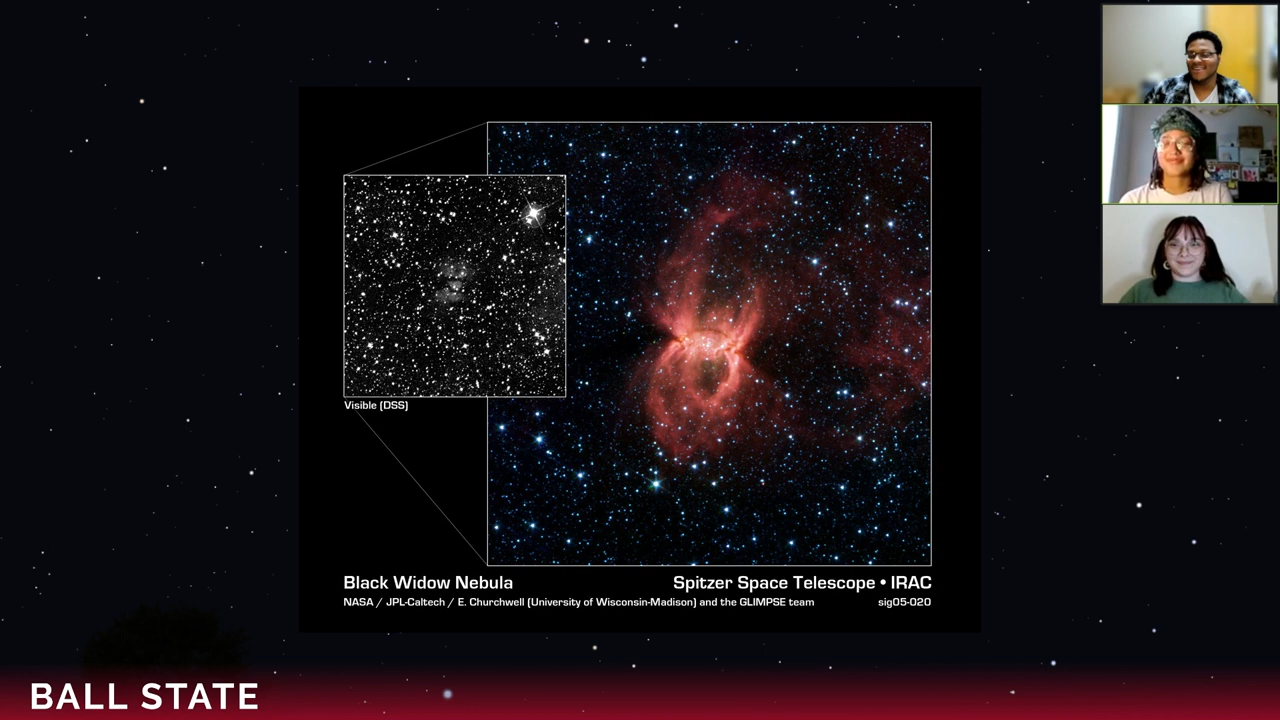 Visible (DSS)
Black Widow Nebula
Spitzer Space Telescope • IRAC
NASA / JPL-Caltech / E. Churchwell (University of Wisconsin-Madison) and the GLIMPSE team
sig05-020
BALL STATE